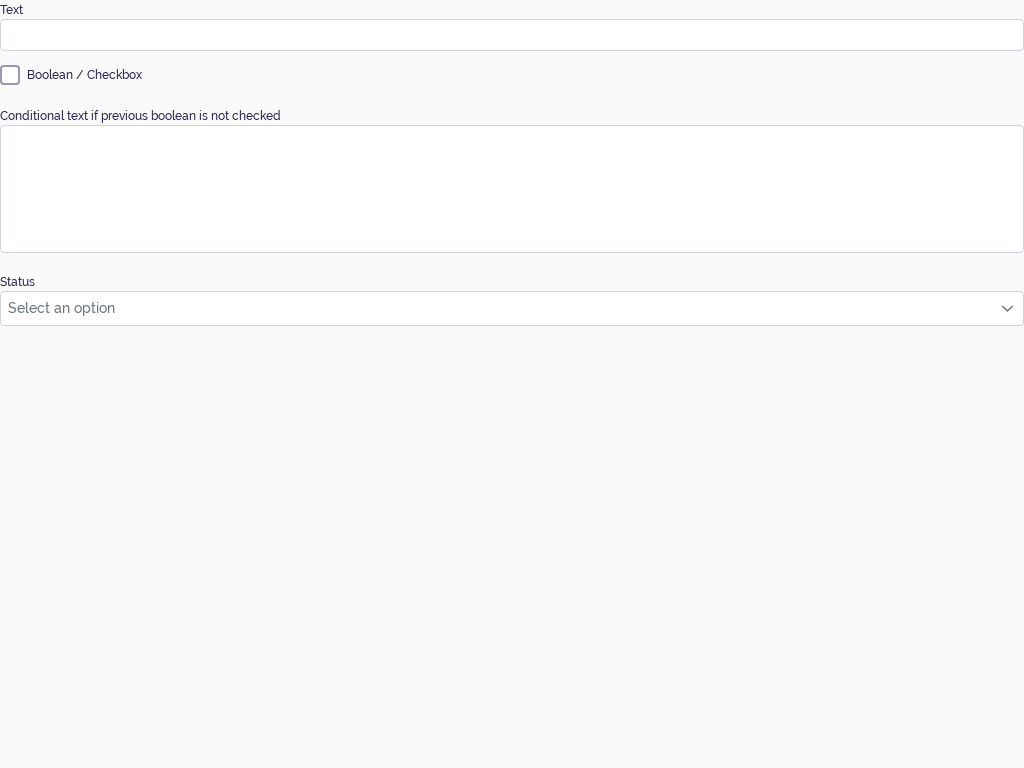 Text
Boolean / Checkbox
Conditional text if previous boolean is not checked
Status
Select an option